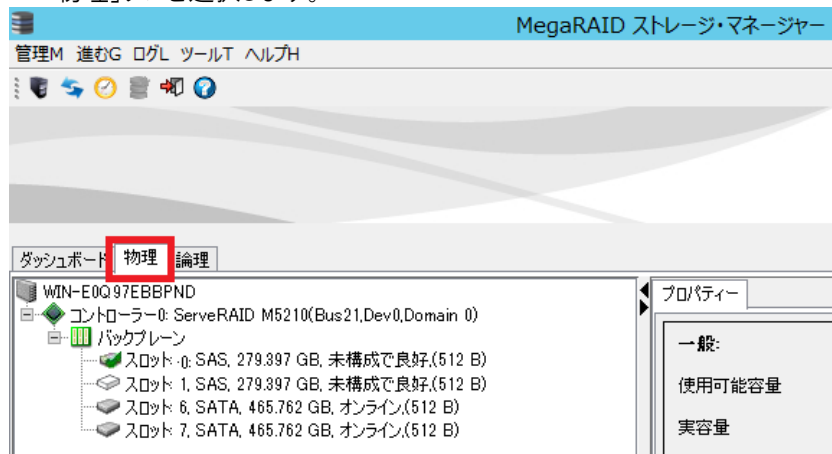 MegaRAID ストレージ・マネージャー
管理M 進むG ログL ツールT ヘルプH
ダッシュボード 物理 論理
WIN-E0Q97EBBPND
プロパティー
コントローラー0: ServeRAID M5210(Bus21,Dev0,Domain 0)
バックプレーン
一般:
スロット: 0; SAS, 279.397 GB, 未構成で良好,(512 B)
スロット: 1, SAS, 279.397 GB, 未構成で良好,(512 B)
使用可能容量
スロット: 6, SATA, 465.762 GB, オンライン,(512 B)
スロット: 7, SATA, 465.762 GB, オンライン,(512 B)
実容量